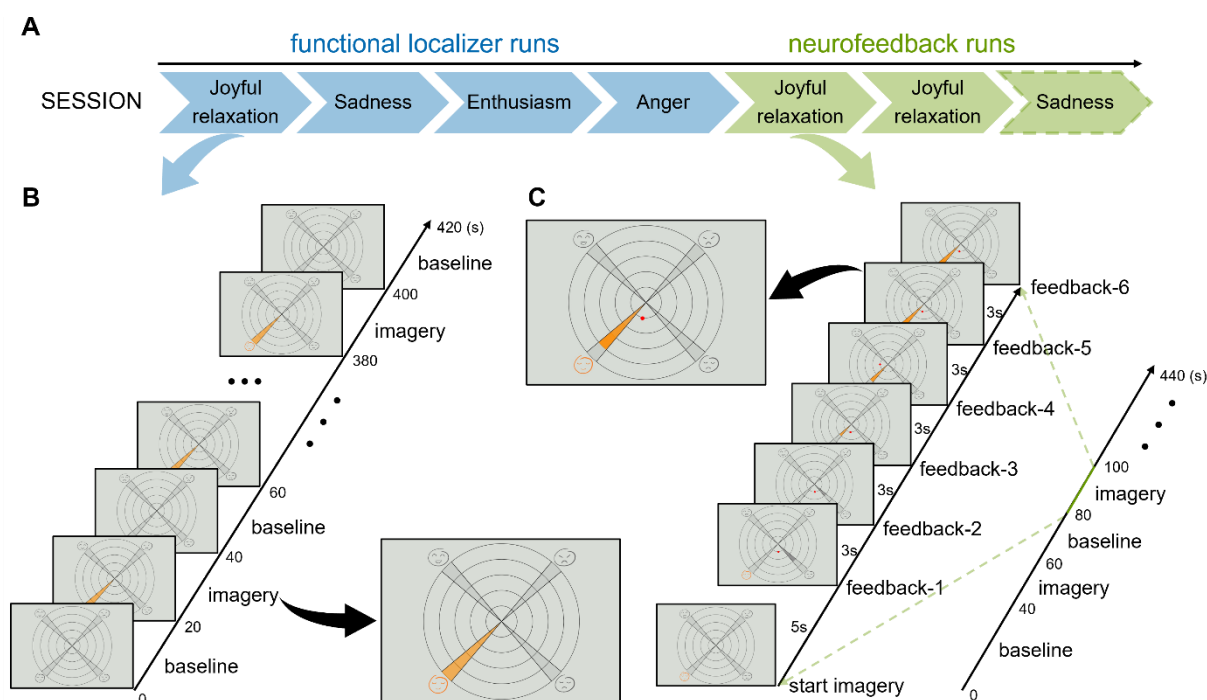 A
functional localizer runs
neurofeedback runs
SESSION
Joyful
relaxation
Sadness
Enthusiasm
Anger
Joyful
relaxation
Joyful
relaxation
Sadness
B
420 (s)
baseline
400
imagery
380
60
baseline
40
imagery
20
baseline
0
C
feedback-6
3s
feedback-5
3s
feedback-4
3s
feedback-3
3s
feedback-2
3s
feedback-1
5s
start imagery
440 (s)
100
imagery
80
baseline
60
imagery
40
baseline
0